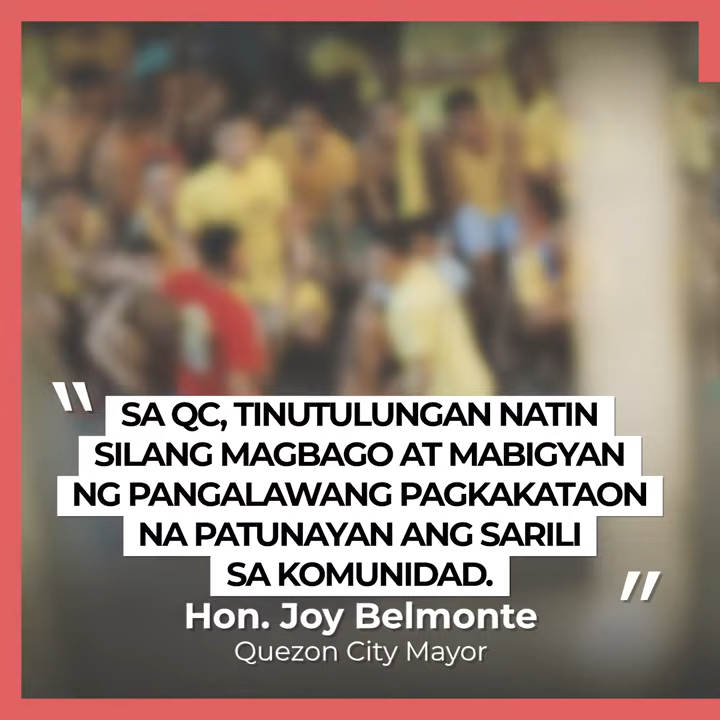 SA QC, TINUTULUNGAN NATIN
SILANG MAGBAGO AT MABIGYAN
NG PANGALAWANG PAGKAKATAON
NA PATUNAYAN ANG SARILI
SA KOMUNIDAD.
Hon. Joy Belmonte
Quezon City Mayor